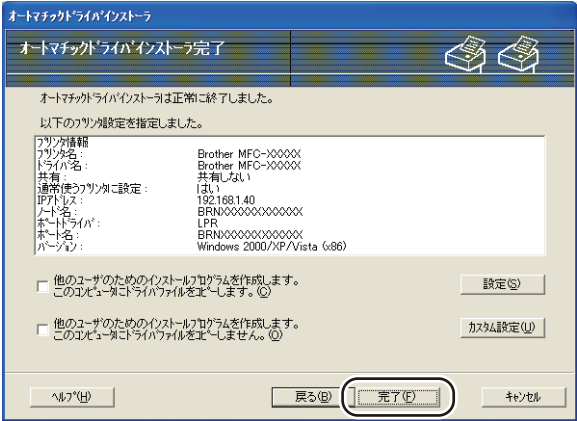 オートマチックドライバインストーラ
オートマチックドライバインストーラ完了
オートマチックドライバインストーラは正常に終了しました。
以下のプリンタ設定を指定しました。
プリンタ情報
プリンタ名： Brother MFC-XXXXX
ドライバ名： Brother MFC-XXXXX
共有： 共有しない
通常使うプリンタに設定： はい
IPアドレス： 192.168.1.40
ノード名： BRNXXXXXXXXXXXX
ポートドライバ： LPR
ポート名： BRNXXXXXXXXXXXX
バージョン： Windows 2000/XP/Vista (x86)
他のユーザのためのインストールプログラムを作成します。
このコンピュータにドライバファイルをコピーします。(C)
設定(S)
他のユーザのためのインストールプログラムを作成します。
このコンピュータにドライバファイルをコピーしません。(O)
カスタム設定(U)
ヘルプ(H) 戻る(B) 完了(F) キャンセル